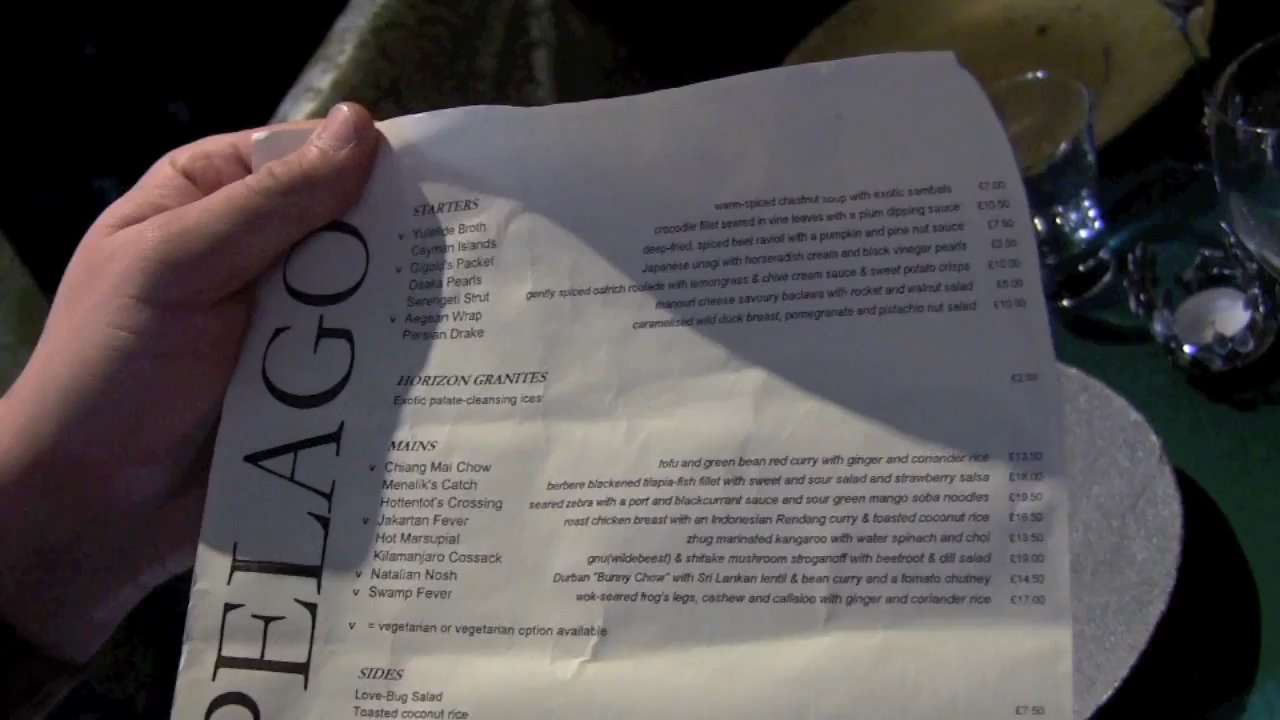 PELAGO
STARTERS
v Yuletide Broth warm-spiced chestnut soup with exotic sambals £7.00
Cayman Islands crocodile fillet seared in vine leaves with a plum dipping sauce £10.50
v Gigolo's Packet deep-fried, spiced beet ravioli with a pumpkin and pine nut sauce £7.50
Osaka Pearls Japanese unagi with horseradish cream and black vinegar pearls
Serengeti Strut gently spiced ostrich roulade with lemongrass & chive cream sauce & sweet potato crisps £10.00
v Aegean Wrap manouri cheese savoury baclawa with rocket and walnut salad
Persian Drake caramelised wild duck breast, pomegranate and pistachio nut salad £10.50
HORIZON GRANITES
Exotic palate-cleansing ices
MAINS
v Chiang Mai Chow tofu and green bean red curry with ginger and coriander rice £13.50
Menelik's Catch berbere blackened tilapia-fish fillet with sweet and sour salad and strawberry salsa
Hottentot's Crossing seared zebra with a port and blackcurrant sauce and sour green mango soba noodles £19.50
v Jakartan Fever roast chicken breast with an Indonesian Rendang curry & toasted coconut rice £16.50
Hot Marsupial zhug marinated kangaroo with water spinach and choi
Kilamanjaro Cossack gnu(wildebeest) & shitake mushroom stroganoff with beetroot & dill salad £19.00
v Natalian Nosh Durban "Bunny Chow" with Sri Lankan lentil & bean curry and a tomato chutney £14.50
v Swamp Fever wok-seared frog's legs, cashew and callaloo with ginger and coriander rice £17.00
v = vegetarian or vegetarian option available
SIDES
Love-Bug Salad
Toasted coconut rice £7.50